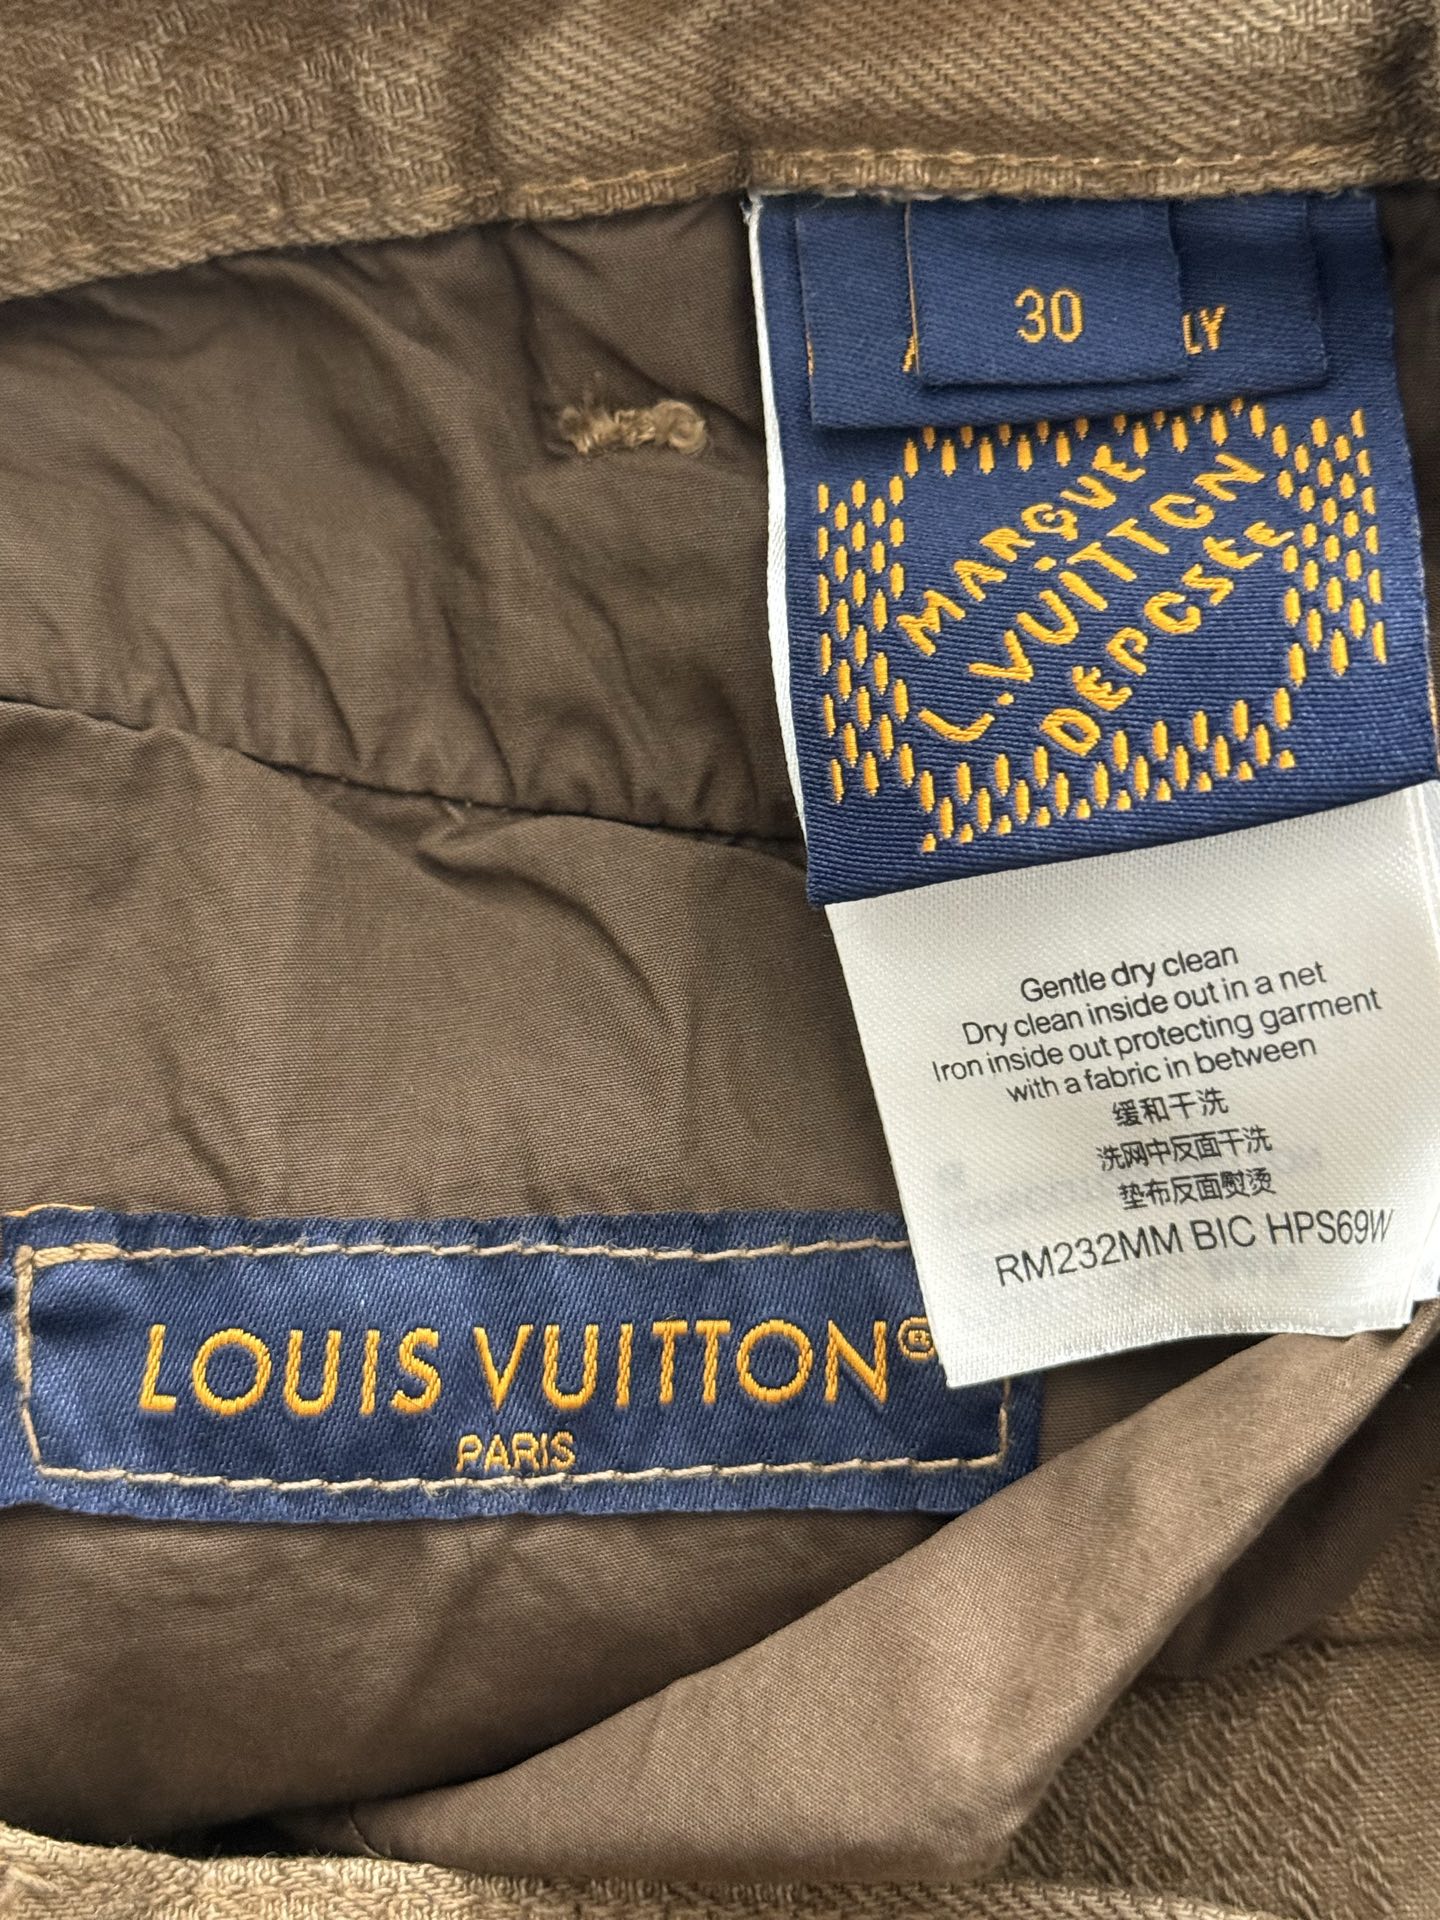 30
LY
MARQUE
L.VUITTON
DÉPOSÉE
Gentle dry clean
Dry clean inside out in a net
Iron inside out protecting garment
with a fabric in between
缓和干洗
洗网中反面干洗
垫布反面熨烫
RM232MM BIC HPS69W
LOUIS VUITTON®
PARIS